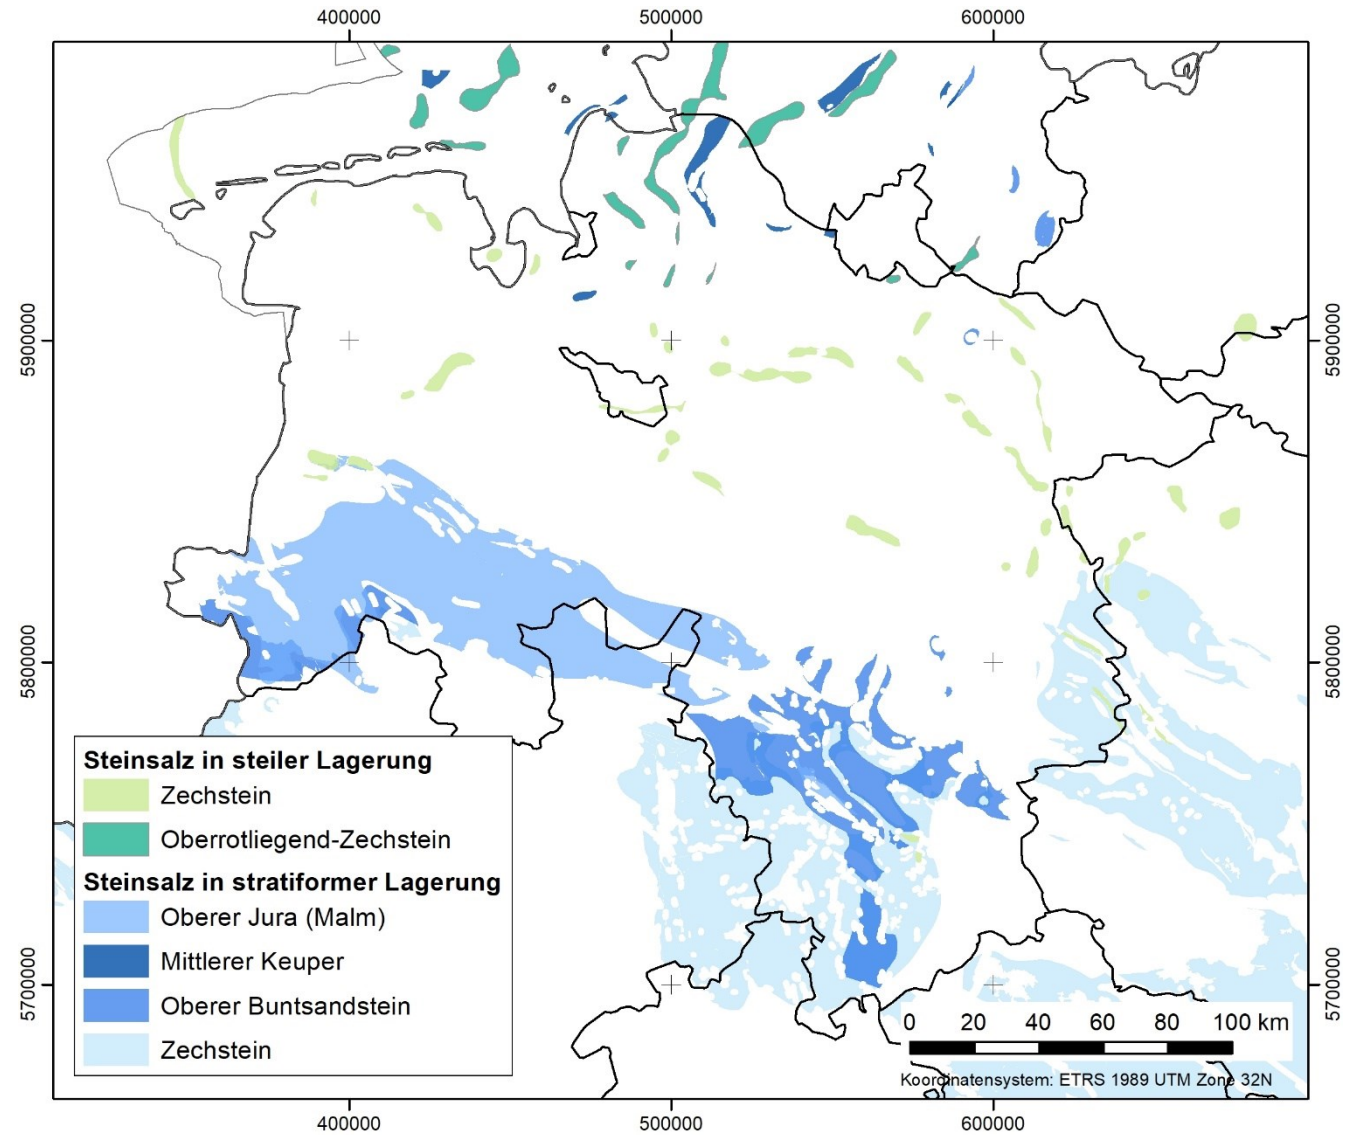 400000
500000
600000
5900000
5900000
5800000
5800000
5700000
5700000
Steinsalz in steiler Lagerung
Zechstein
Oberrotliegend-Zechstein
Steinsalz in stratiformer Lagerung
Oberer Jura (Malm)
Mittlerer Keuper
Oberer Buntsandstein
Zechstein
0 20 40 60 80 100 km
Koordinatensystem: ETRS 1989 UTM Zone 32N
400000
500000
600000